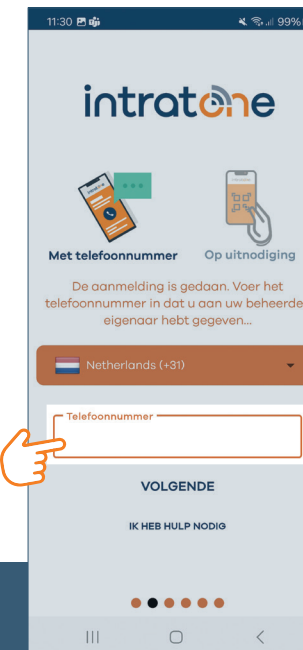 11:30 99%
intratone
Met telefoonnummer Op uitnodiging
De aanmelding is gedaan. Voer het
telefoonnummer in dat u aan uw beheerde
eigenaar hebt gegeven...
Netherlands (+31)
Telefoonnummer
VOLGENDE
IK HEB HULP NODIG